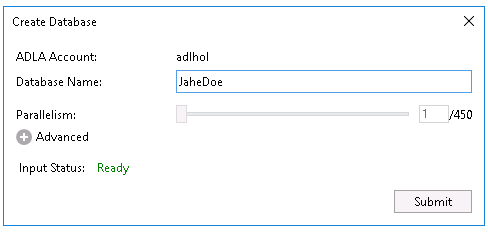 Create Database
ADLA Account: adlhol
Database Name: JaheDoe
Parallelism: 1 /450
Advanced
Input Status: Ready
Submit